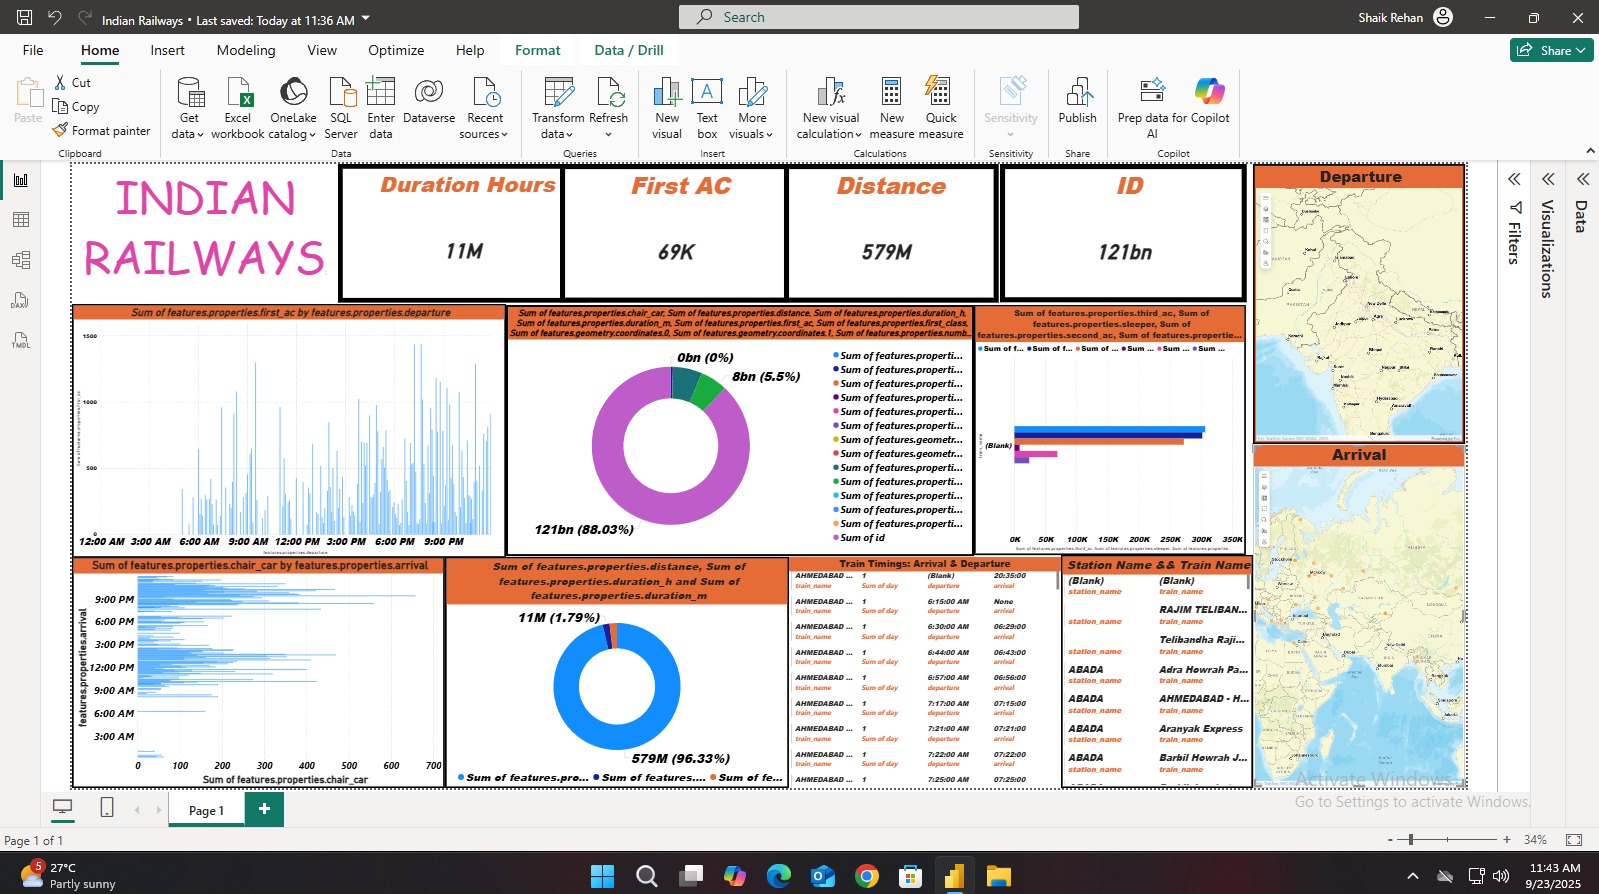 Indian Railways • Last saved: Today at 11:36 AM
Search
Shaik Rehan
File
Home
Insert
Modeling
View
Optimize
Help
Format
Data / Drill
Share
Paste
Cut
Copy
Format painter
Get data
Excel workbook
OneLake catalog
SQL Server
Enter data
Dataverse
Recent sources
Transform data
Refresh
New visual
Text box
More visuals
New visual calculation
New measure
Quick measure
Sensitivity
Publish
Prep data for AI
Copilot
Clipboard
Data
Queries
Insert
Calculations
Sensitivity
Share
Copilot
INDIAN
RAILWAYS
Duration Hours
11M
First AC
69K
Distance
579M
ID
121bn
Departure
Filters
Visualizations
Data
Sum of features.properties.first_ac by features.properties.departure
1500
1000
500
0
12:00 AM 3:00 AM 6:00 AM 9:00 AM 12:00 PM 3:00 PM 6:00 PM 9:00 PM
features.properties.departure
Sum of features.properties.chair_car, Sum of features.properties.distance, Sum of features.properties.duration_h,
Sum of features.properties.duration_m, Sum of features.properties.first_ac, Sum of features.properties.first_class,
Sum of features.geometry.coordinates.0, Sum of features.geometry.coordinates.1, Sum of features.properties.numb...
0bn (0%)
8bn (5.5%)
121bn (88.03%)
Sum of features.properti...
Sum of features.properti...
Sum of features.properti...
Sum of features.properti...
Sum of features.properti...
Sum of features.properti...
Sum of features.geometr...
Sum of features.geometr...
Sum of features.properti...
Sum of features.properti...
Sum of features.properti...
Sum of features.properti...
Sum of features.properti...
Sum of id
Sum of features.properties.third_ac, Sum of
features.properties.sleeper, Sum of
features.properties.second_ac, Sum of features.propertie...
Sum of f... Sum of f... Sum of ... Sum ... Sum ... Sum ...
(Blank)
0K 50K 100K 150K 200K 250K 300K 350K
Arrival
Sum of features.properties.chair_car by features.properties.arrival
features.properties.arrival
9:00 PM
6:00 PM
3:00 PM
12:00 PM
9:00 AM
6:00 AM
3:00 AM
0 100 200 300 400 500 600 700
Sum of features.properties.chair_car
Sum of features.properties.distance, Sum of
features.properties.duration_h and Sum of
features.properties.duration_m
11M (1.79%)
579M (96.33%)
Sum of features.pro... Sum of features.... Sum of fe...
Train Timings: Arrival & Departure
AHMEDABAD ... 1 (Blank) 20:35:00
train_name Sum of day departure arrival
AHMEDABAD ... 1 6:15:00 AM None
train_name Sum of day departure arrival
AHMEDABAD ... 1 6:30:00 AM 06:29:00
train_name Sum of day departure arrival
AHMEDABAD ... 1 6:44:00 AM 06:43:00
train_name Sum of day departure arrival
AHMEDABAD ... 1 6:57:00 AM 06:56:00
train_name Sum of day departure arrival
AHMEDABAD ... 1 7:17:00 AM 07:15:00
train_name Sum of day departure arrival
AHMEDABAD ... 1 7:21:00 AM 07:21:00
train_name Sum of day departure arrival
AHMEDABAD ... 1 7:22:00 AM 07:22:00
train_name Sum of day departure arrival
AHMEDABAD ... 1 7:25:00 AM 07:25:00
Station Name && Train Name
(Blank) (Blank)
station_name train_name
RAJIM TELIBAN...
station_name train_name
Telibandha Raji...
station_name train_name
ABADA Adra Howrah Pa...
station_name train_name
ABADA AHMEDABAD - H...
station_name train_name
ABADA Aranyak Express
station_name train_name
ABADA Barbil Howrah J...
station_name train_name
Activate Windows
Go to Settings to activate Windows.
Page 1
Page 1 of 1
34%
5
27°C
Partly sunny
11:43 AM
9/23/2025